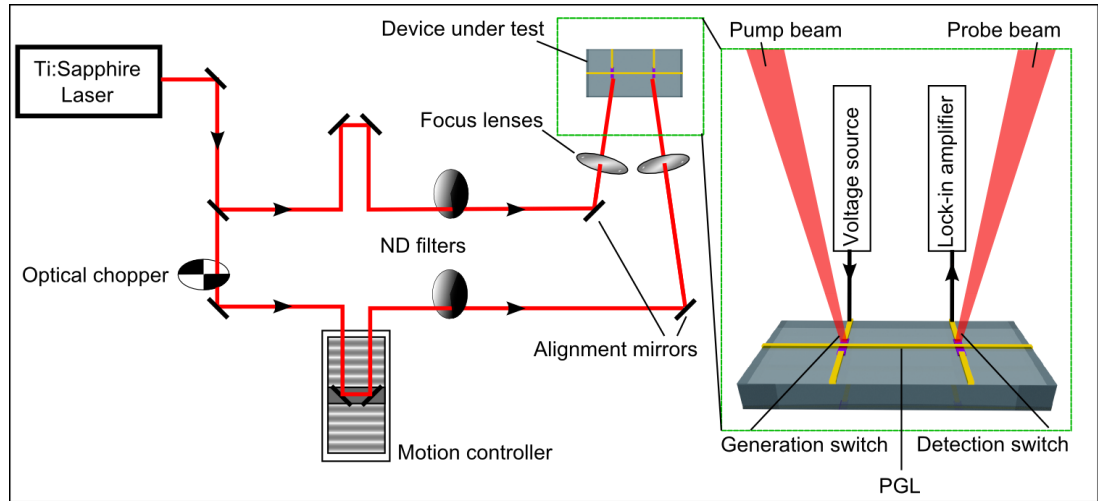 Ti:Sapphire
Laser
Device under test
Focus lenses
ND filters
Optical chopper
Alignment mirrors
Motion controller
Pump beam
Probe beam
Voltage source
Lock-in amplifier
Generation switch
Detection switch
PGL